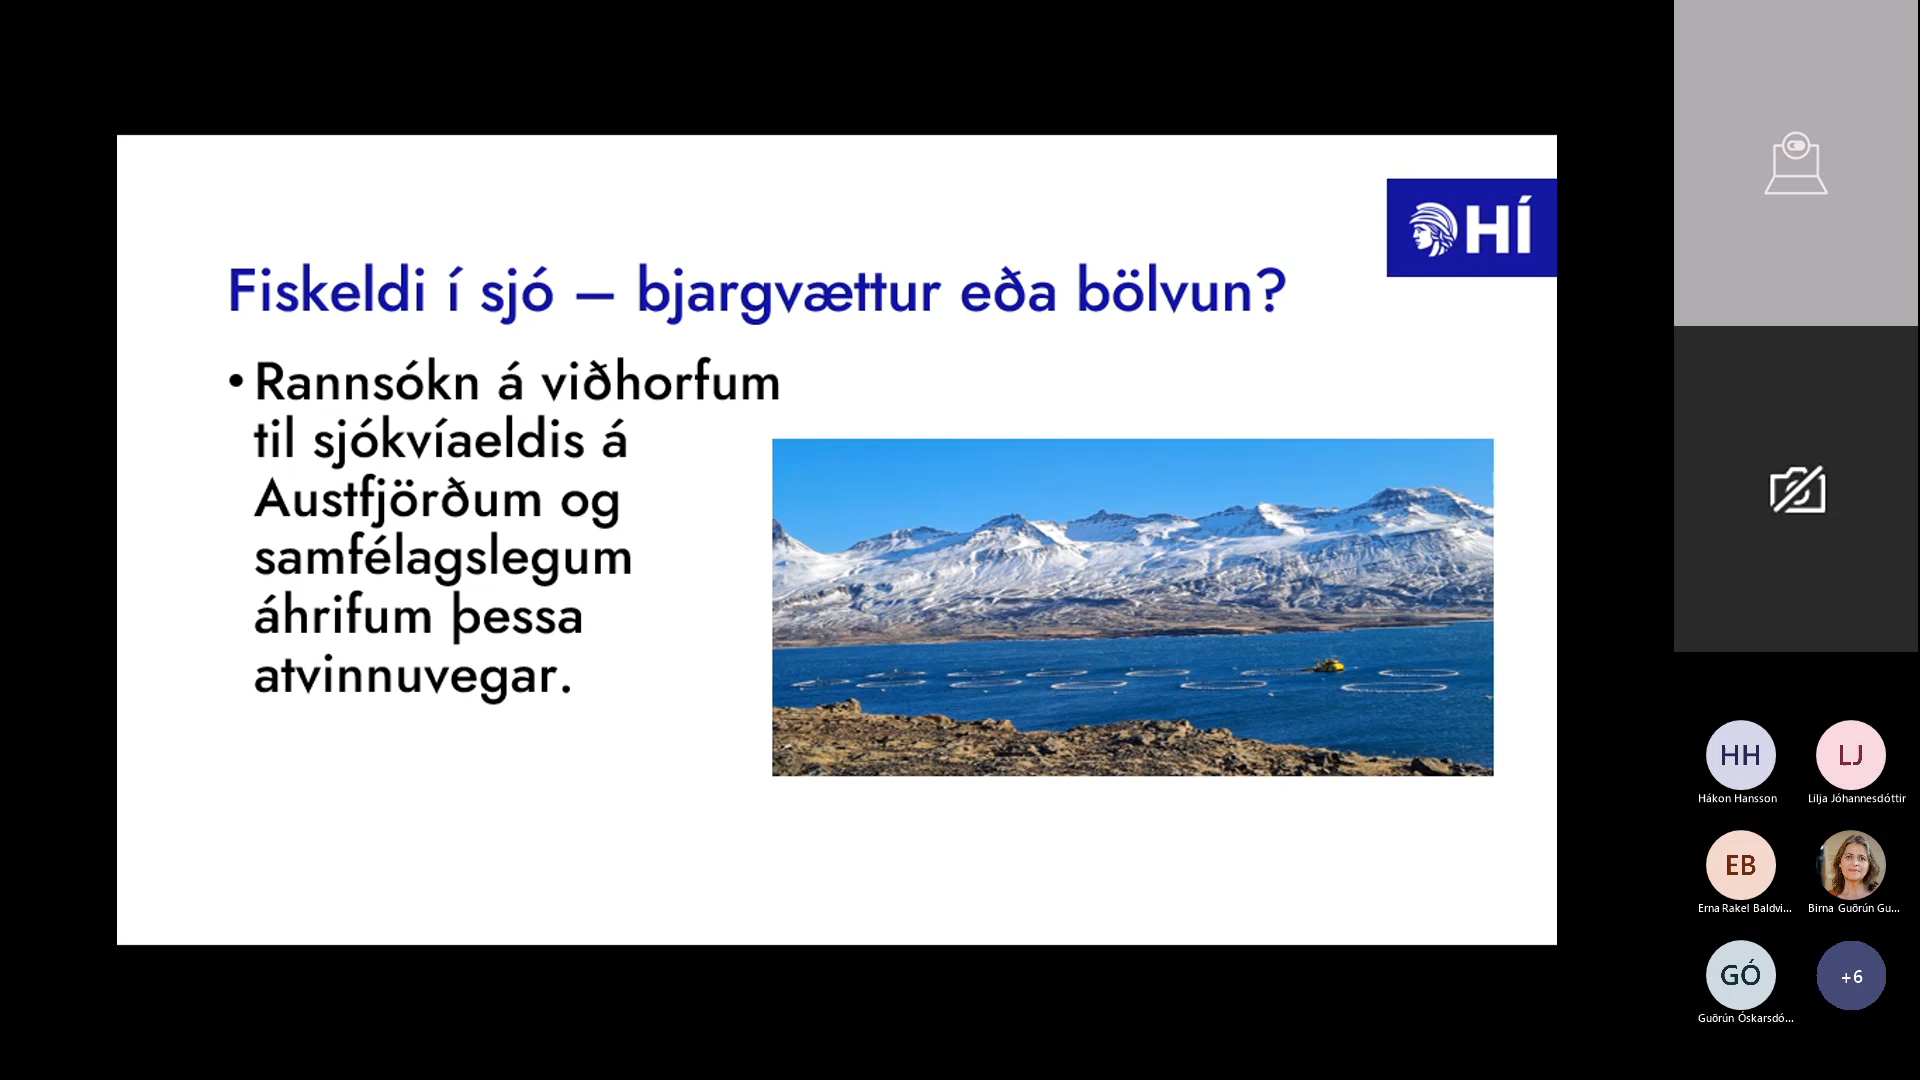 HÍ
Fiskeldi í sjó – bjargvættur eða bölvun?
• Rannsókn á viðhorfum
til sjókvíaeldis á
Austfjörðum og
samfélagslegum
áhrifum þessa
atvinnuvegar.
HH
LJ
Hákon Hansson
Lilja Jóhannesdóttir
EB
Erna Rakel Baldvi...
Birna Guðrún Gu...
GÓ
+6
Guðrún Óskarsdó...